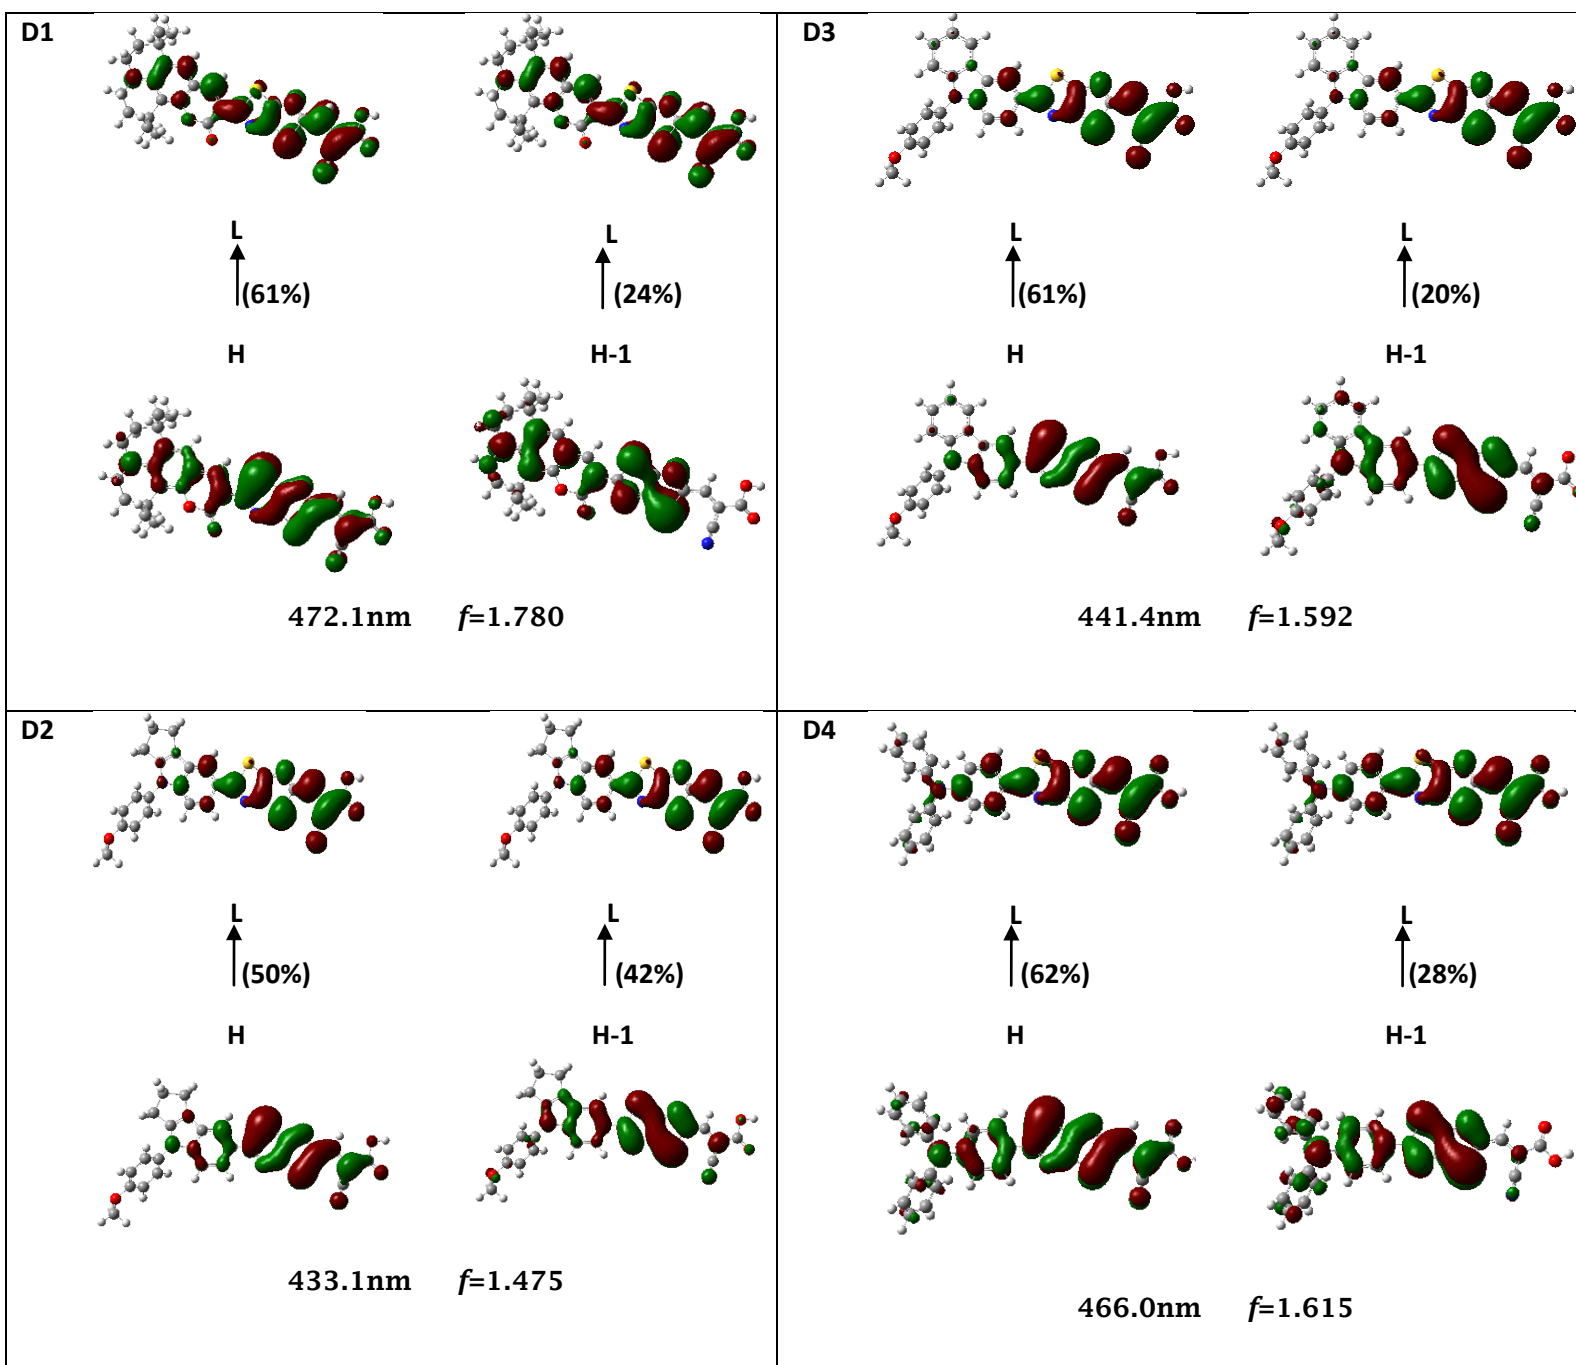 D1
L L
(61%) (24%)
H H-1
472.1nm f=1.780
D3
L L
(61%) (20%)
H H-1
441.4nm f=1.592
D2
L L
(50%) (42%)
H H-1
433.1nm f=1.475
D4
L L
(62%) (28%)
H H-1
466.0nm f=1.615